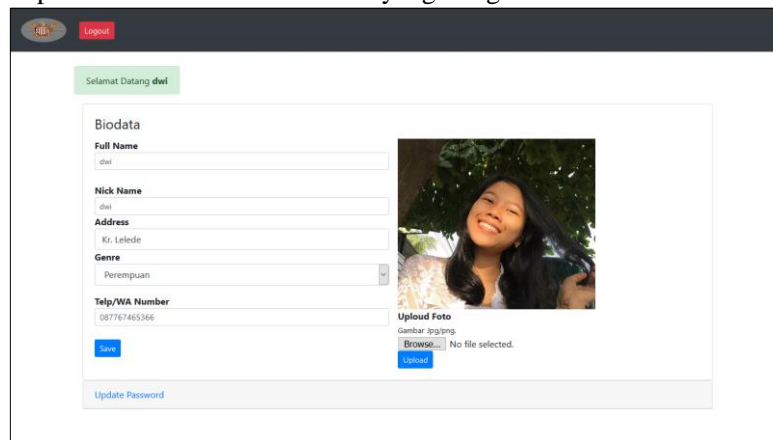 Logout
Selamat Datang dwi
Biodata
Full Name
dwi
Nick Name
dwi
Address
Kr. Lelede
Genre
Perempuan
Telp/WA Number
087767465366
Save
Uploud Foto
Gambar Jpg/png.
Browse... No file selected.
Upload
Update Password